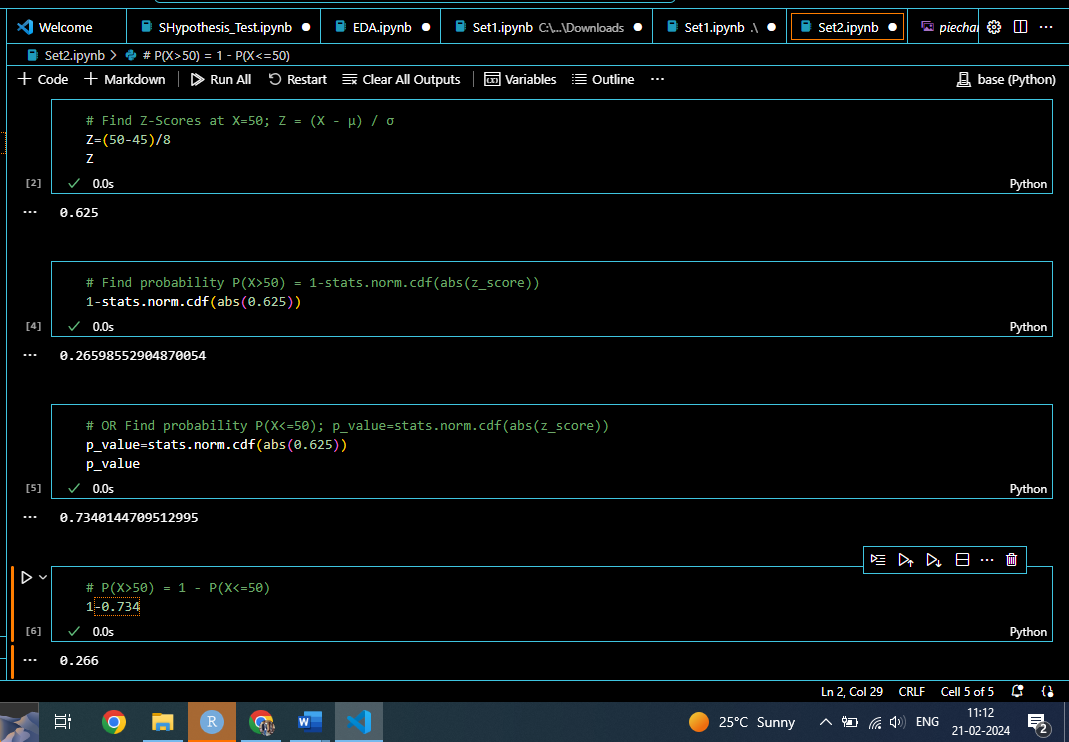 Welcome
SHypothesis_Test.ipynb
EDA.ipynb
Set1.ipynb C:\...\Downloads
Set1.ipynb .\
Set2.ipynb
piechar
Set2.ipynb > # P(X>50) = 1 - P(X<=50)
+ Code + Markdown Run All Restart Clear All Outputs Variables Outline ... base (Python)
# Find Z-Scores at X=50; Z = (X - μ) / σ
Z=(50-45)/8
Z
[2] 0.0s Python
... 0.625
# Find probability P(X>50) = 1-stats.norm.cdf(abs(z_score))
1-stats.norm.cdf(abs(0.625))
[4] 0.0s Python
... 0.26598552904870054
# OR Find probability P(X<=50); p_value=stats.norm.cdf(abs(z_score))
p_value=stats.norm.cdf(abs(0.625))
p_value
[5] 0.0s Python
... 0.7340144709512995
# P(X>50) = 1 - P(X<=50)
1-0.734
[6] 0.0s Python
... 0.266
Ln 2, Col 29 CRLF Cell 5 of 5
R
W
25°C Sunny
ENG
11:12
21-02-2024
2